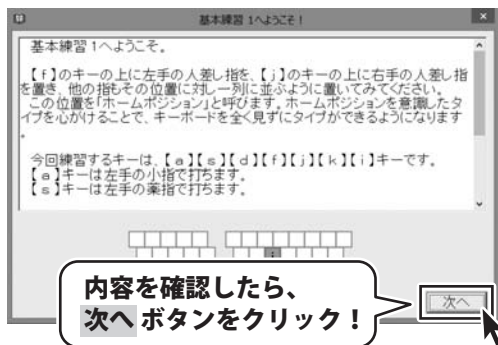 基本練習 1へようこそ！
基本練習 1へようこそ。
【f】のキーの上に左手の人差し指を、【j】のキーの上に右手の人差し指
を置き、他の指もその位置に対し一列に並ぶように置いてみてください。
この位置を「ホームポジション」と呼びます。ホームポジションを意識したタ
イプを心がけることで、キーボードを全く見ずにタイプができるようになります
。
今回練習するキーは、【a】【s】【d】【f】【j】【k】【i】キーです。
【a】キーは左手の小指で打ちます。
【s】キーは左手の薬指で打ちます。
内容を確認したら、
次へ ボタンをクリック！
次へ